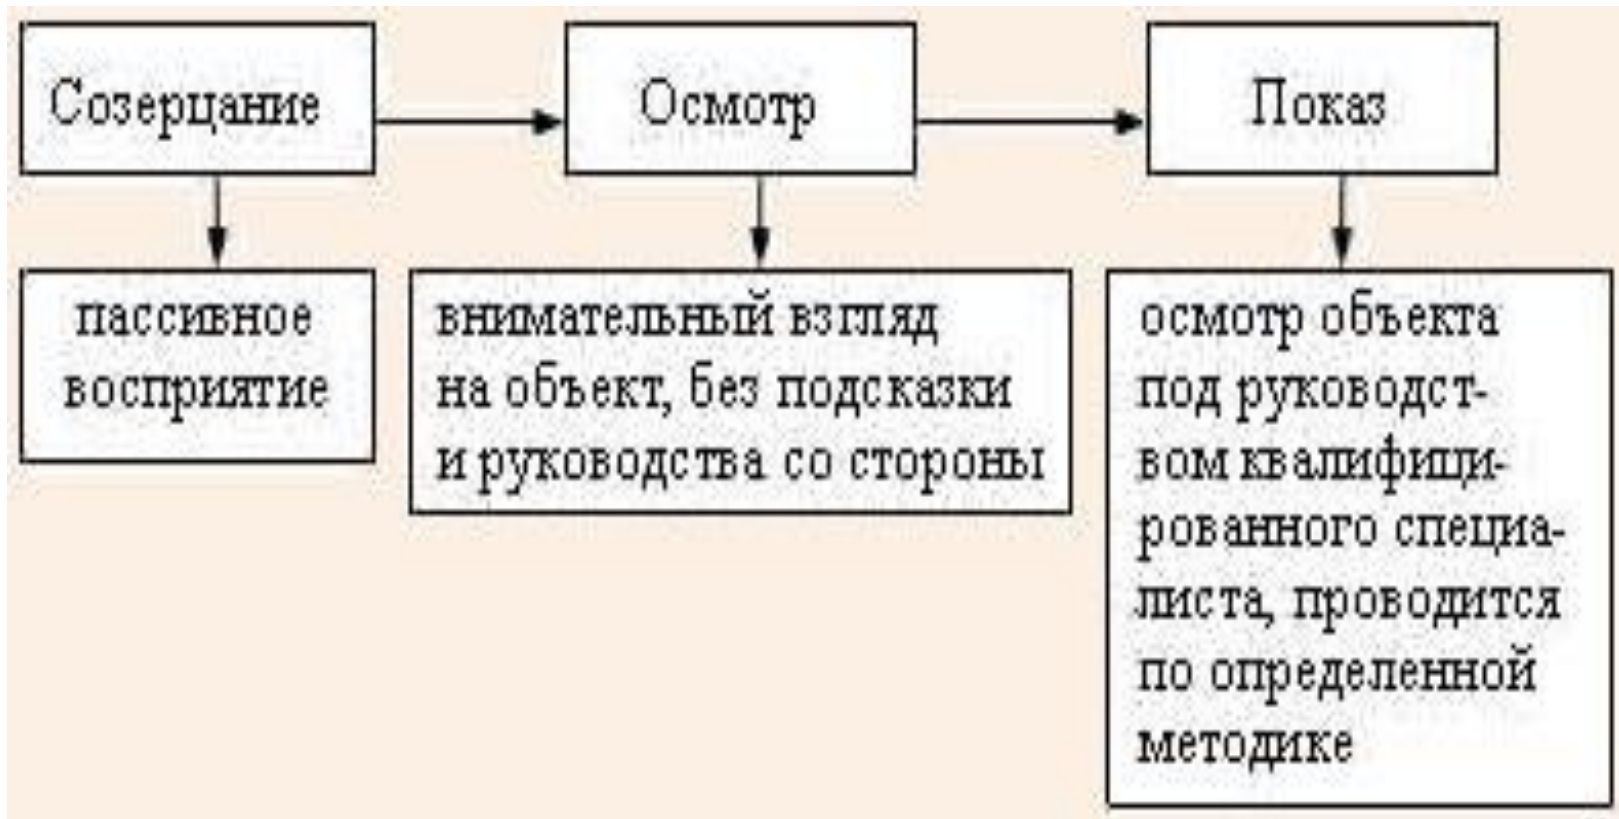 Созерцание
Осмотр
Показ
пассивное
восприятие
внимательный взгляд
на объект, без подсказки
и руководства со стороны
осмотр объекта
под руководст-
вом квалифици-
рованного специа-
листа, проводится
по определенной
методике